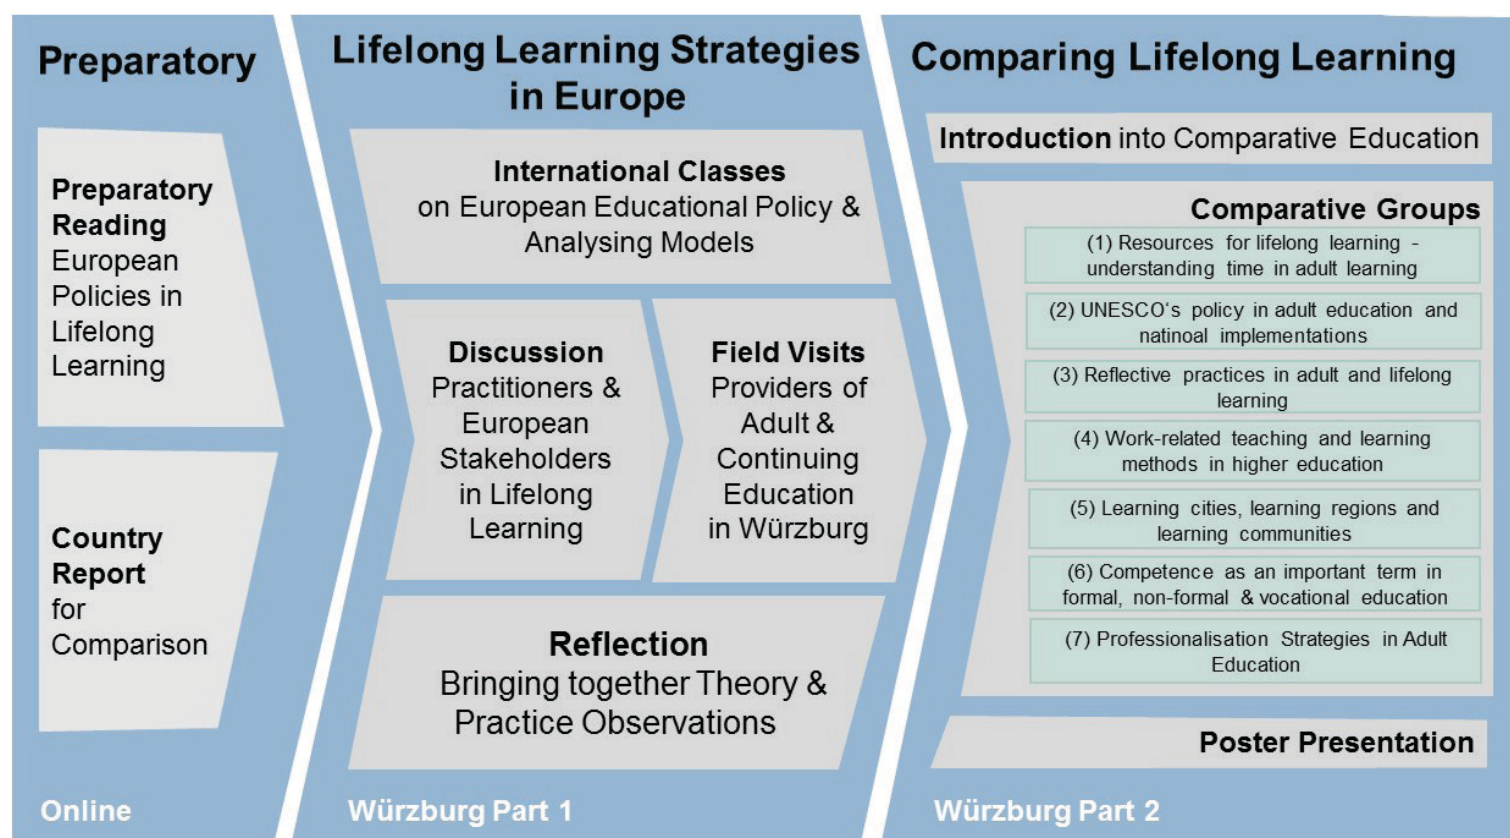 Preparatory
Preparatory
Reading
European
Policies in
Lifelong
Learning
Country
Report
for
Comparison
Online
Lifelong Learning Strategies
in Europe
International Classes
on European Educational Policy &
Analysing Models
Discussion
Practitioners &
European
Stakeholders
in Lifelong
Learning
Field Visits
Providers of
Adult &
Continuing
Education
in Würzburg
Reflection
Bringing together Theory &
Practice Observations
Würzburg Part 1
Comparing Lifelong Learning
Introduction into Comparative Education
Comparative Groups
(1) Resources for lifelong learning -
understanding time in adult learning
(2) UNESCO‘s policy in adult education and
natinoal implementations
(3) Reflective practices in adult and lifelong
learning
(4) Work-related teaching and learning
methods in higher education
(5) Learning cities, learning regions and
learning communities
(6) Competence as an important term in
formal, non-formal & vocational education
(7) Professionalisation Strategies in Adult
Education
Poster Presentation
Würzburg Part 2